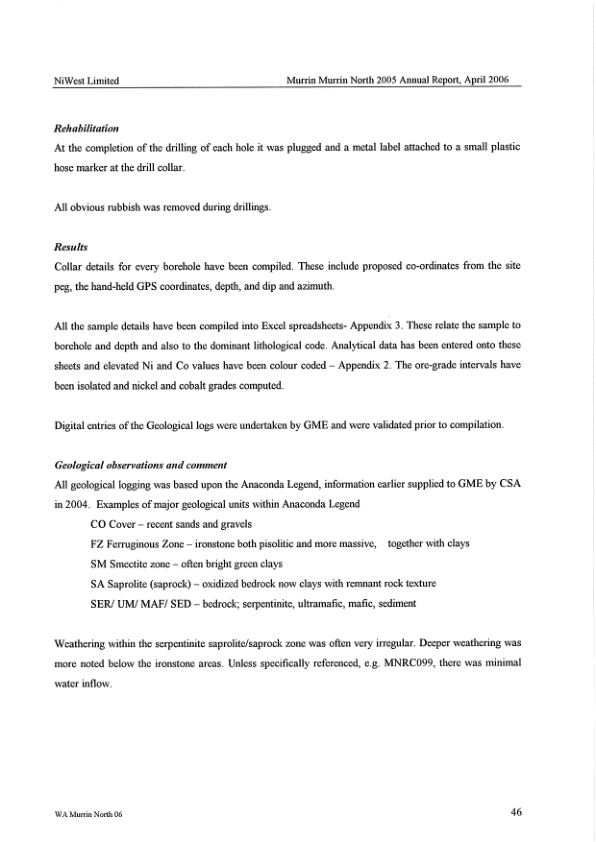 NiWest Limited Murrin Murrin North 2005 Annual Report, April 2006
Rehabilitation
At the completion of the drilling of each hole it was plugged and a metal label attached to a small plastic
hose marker at the drill collar.
All obvious rubbish was removed during drillings.
Results
Collar details for every borehole have been compiled. These include proposed co-ordinates from the site
peg, the hand-held GPS coordinates, depth, and dip and azimuth.
All the sample details have been compiled into Excel spreadsheets- Appendix 3. These relate the sample to
borehole and depth and also to the dominant lithological code. Analytical data has been entered onto these
sheets and elevated Ni and Co values have been colour coded – Appendix 2. The ore-grade intervals have
been isolated and nickel and cobalt grades computed.
Digital entries of the Geological logs were undertaken by GME and were validated prior to compilation.
Geological observations and comment
All geological logging was based upon the Anaconda Legend, information earlier supplied to GME by CSA
in 2004. Examples of major geological units within Anaconda Legend
CO Cover – recent sands and gravels
FZ Ferruginous Zone – ironstone both pisolitic and more massive, together with clays
SM Smectite zone – often bright green clays
SA Saprolite (saprock) – oxidized bedrock now clays with remnant rock texture
SER/ UM/ MAF/ SED – bedrock; serpentinite, ultramafic, mafic, sediment
Weathering within the serpentinite saprolite/saprock zone was often very irregular. Deeper weathering was
more noted below the ironstone areas. Unless specifically referenced, e.g. MNRC099, there was minimal
water inflow.
WA Murrin North 06 46